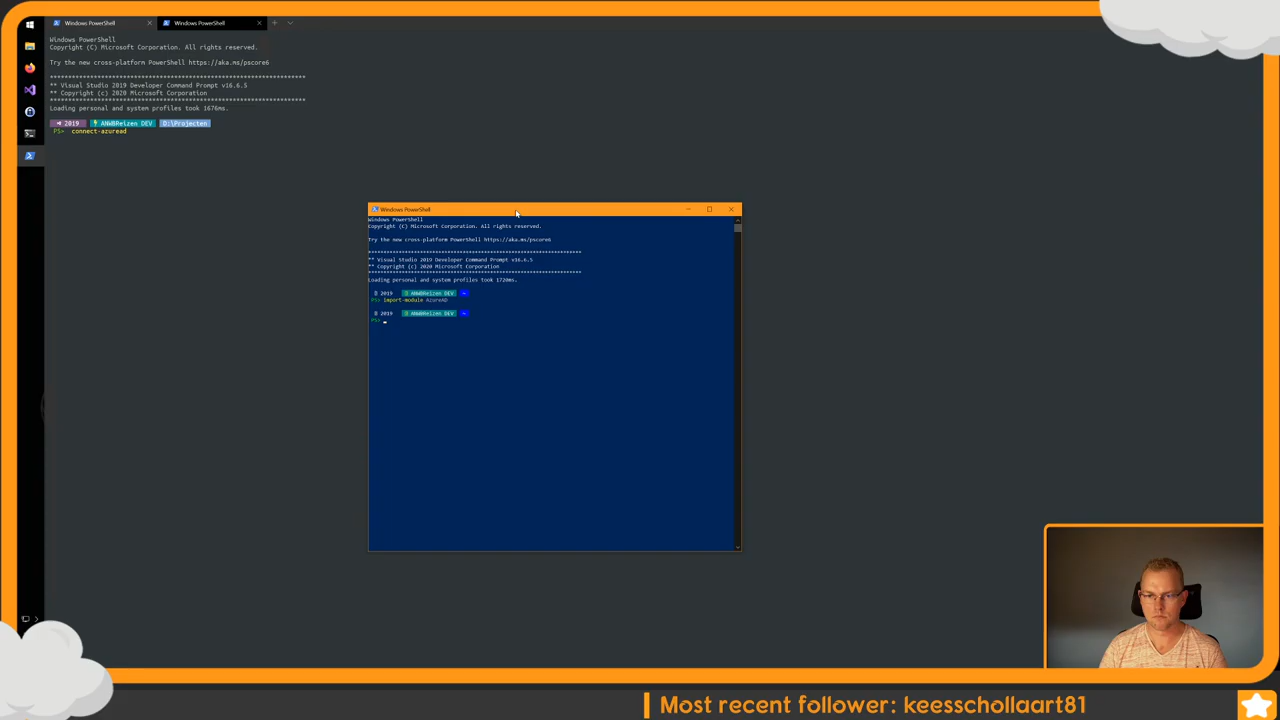 Windows PowerShell
Windows PowerShell
Windows PowerShell
Copyright (C) Microsoft Corporation. All rights reserved.
Try the new cross-platform PowerShell https://aka.ms/pscore6
**********************************************************************
** Visual Studio 2019 Developer Command Prompt v16.6.5
** Copyright (c) 2020 Microsoft Corporation
**********************************************************************
Loading personal and system profiles took 1676ms.
2019 ANWBReizen DEV D:\Projecten
PS> connect-azuread
Windows PowerShell
Windows PowerShell
Copyright (C) Microsoft Corporation. All rights reserved.
Try the new cross-platform PowerShell https://aka.ms/pscore6
**********************************************************************
** Visual Studio 2019 Developer Command Prompt v16.6.5
** Copyright (c) 2020 Microsoft Corporation
**********************************************************************
Loading personal and system profiles took 1720ms.
2019 ANWBReizen DEV ~
PS> import-module AzureAD
2019 ANWBReizen DEV ~
PS>
Most recent follower: keesschollaart81